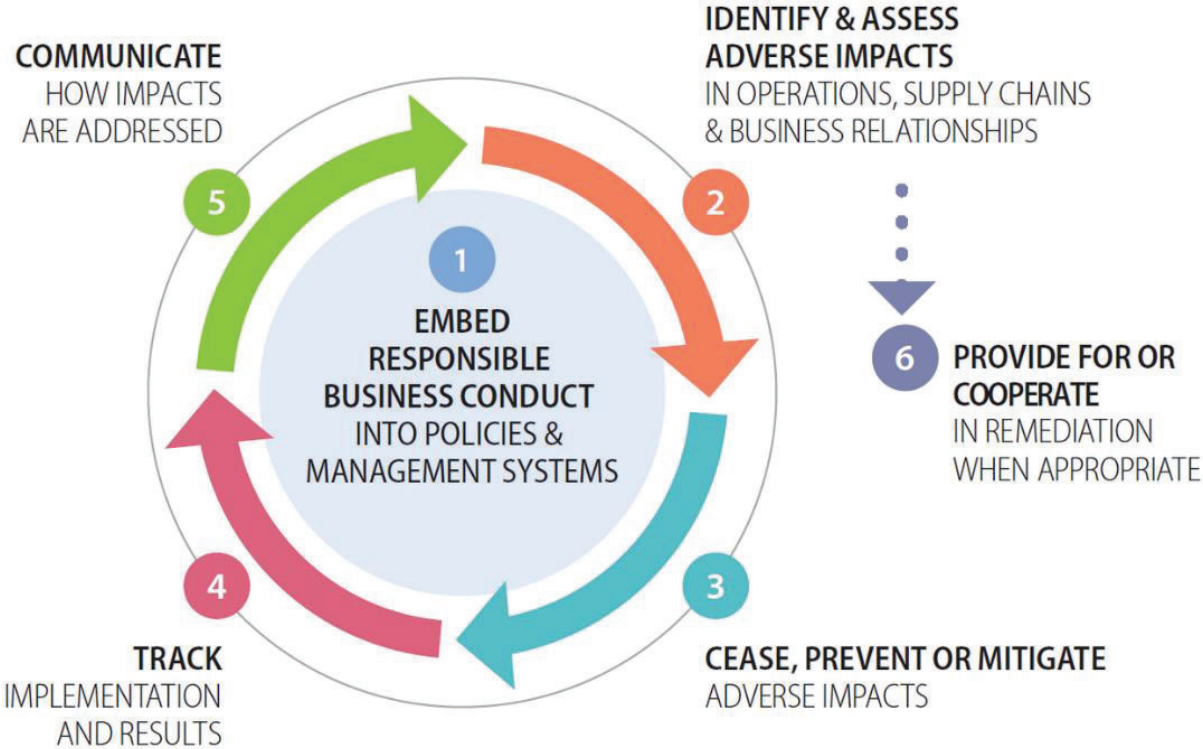 COMMUNICATE
HOW IMPACTS
ARE ADDRESSED
5
IDENTIFY & ASSESS
ADVERSE IMPACTS
IN OPERATIONS, SUPPLY CHAINS
& BUSINESS RELATIONSHIPS
2
1
EMBED
RESPONSIBLE
BUSINESS CONDUCT
INTO POLICIES &
MANAGEMENT SYSTEMS
6
PROVIDE FOR OR
COOPERATE
IN REMEDIATION
WHEN APPROPRIATE
4
TRACK
IMPLEMENTATION
AND RESULTS
3
CEASE, PREVENT OR MITIGATE
ADVERSE IMPACTS